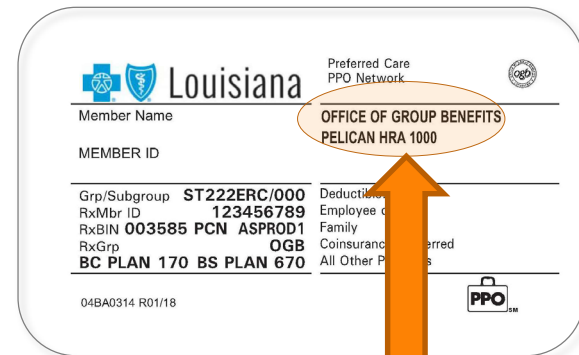 Louisiana
Preferred Care
PPO Network
ogb
Member Name
MEMBER ID
OFFICE OF GROUP BENEFITS
PELICAN HRA 1000
Grp/Subgroup ST222ERC/000
RxMbr ID 123456789
RxBIN 003585 PCN ASPROD1
RxGrp OGB
BC PLAN 170 BS PLAN 670
Employee
Family
All Other
04BA0314 R01/18
PPO SM